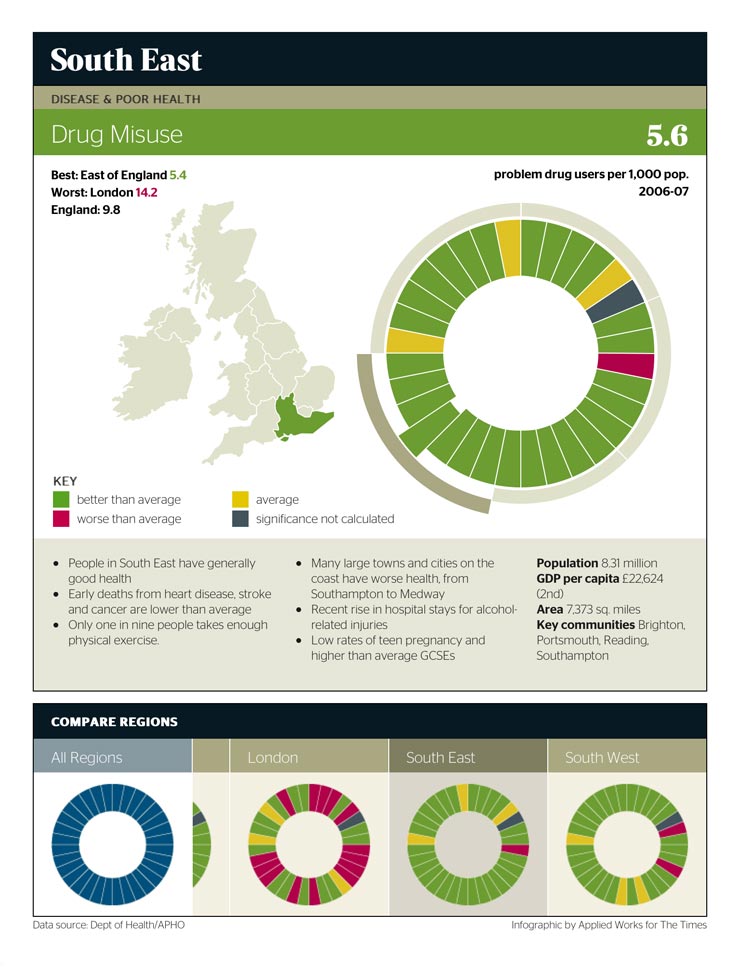 South East
DISEASE & POOR HEALTH
Drug Misuse
5.6
Best: East of England 5.4
Worst: London 14.2
England: 9.8
problem drug users per 1,000 pop.
2006-07
KEY
better than average
average
worse than average
significance not calculated
• People in South East have generally
good health
• Early deaths from heart disease, stroke
and cancer are lower than average
• Only one in nine people takes enough
physical exercise.
• Many large towns and cities on the
coast have worse health, from
Southampton to Medway
• Recent rise in hospital stays for alcohol-
related injuries
• Low rates of teen pregnancy and
higher than average GCSEs
Population 8.31 million
GDP per capita £22,624
(2nd)
Area 7,373 sq. miles
Key communities Brighton,
Portsmouth, Reading,
Southampton
COMPARE REGIONS
All Regions
London
South East
South West
Data source: Dept of Health/APHO
Infographic by Applied Works for The Times